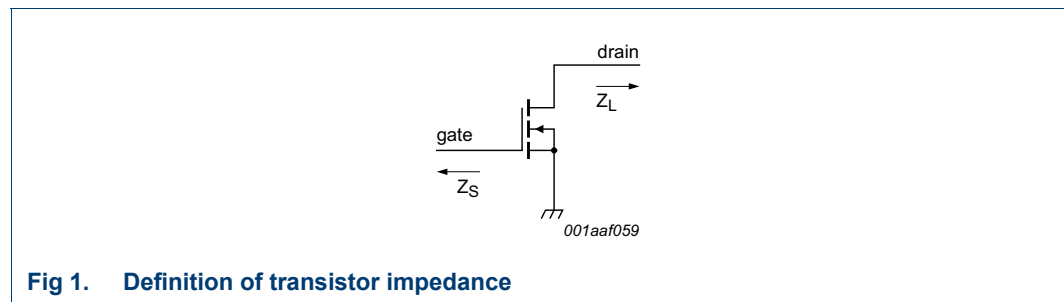 drain
Z_L
gate
Z_S
001aaf059
Fig 1. Definition of transistor impedance